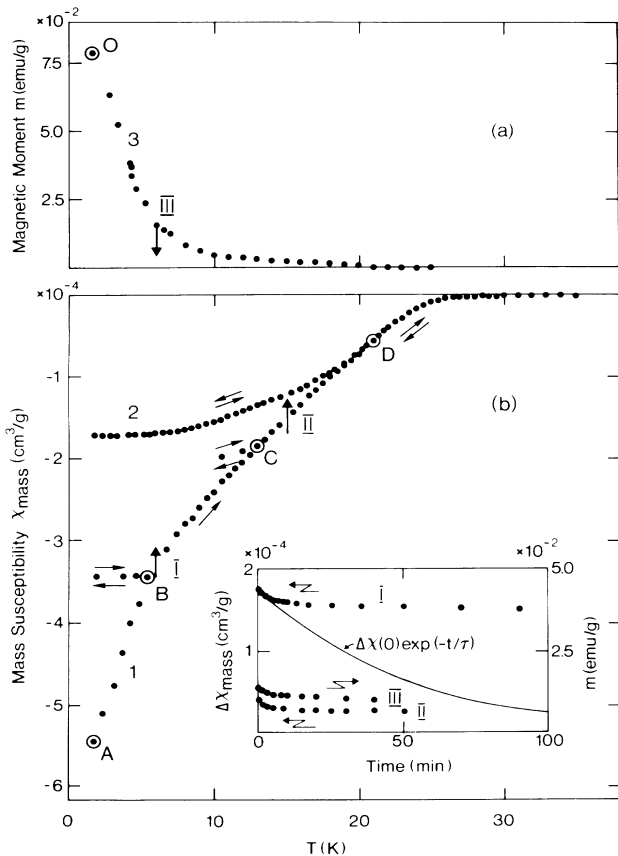 ×10⁻²
Magnetic Moment m (emu/g)
7.5
5.0
2.5
O
3
III
(a)
×10⁻⁴
Mass Susceptibility χmass (cm³/g)
-1
-2
-3
-4
-5
-6
D
2
II
(b)
C
I
B
1
A
×10⁻⁴
×10⁻²
Δχmass (cm³/g)
2
1
0
5.0
2.5
m (emu/g)
I
Δχ(0) exp (-t/τ)
III
II
0
50
100
Time (min)
0
10
20
30
T (K)